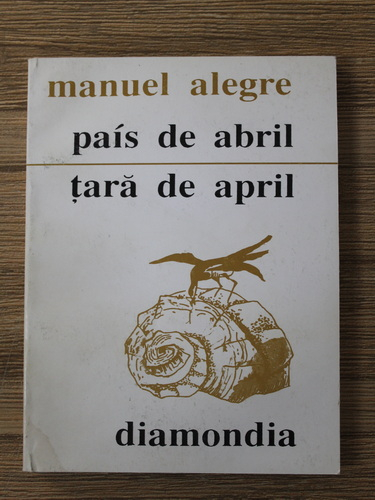 manuel alegre
país de abril
țară de april
diamondia